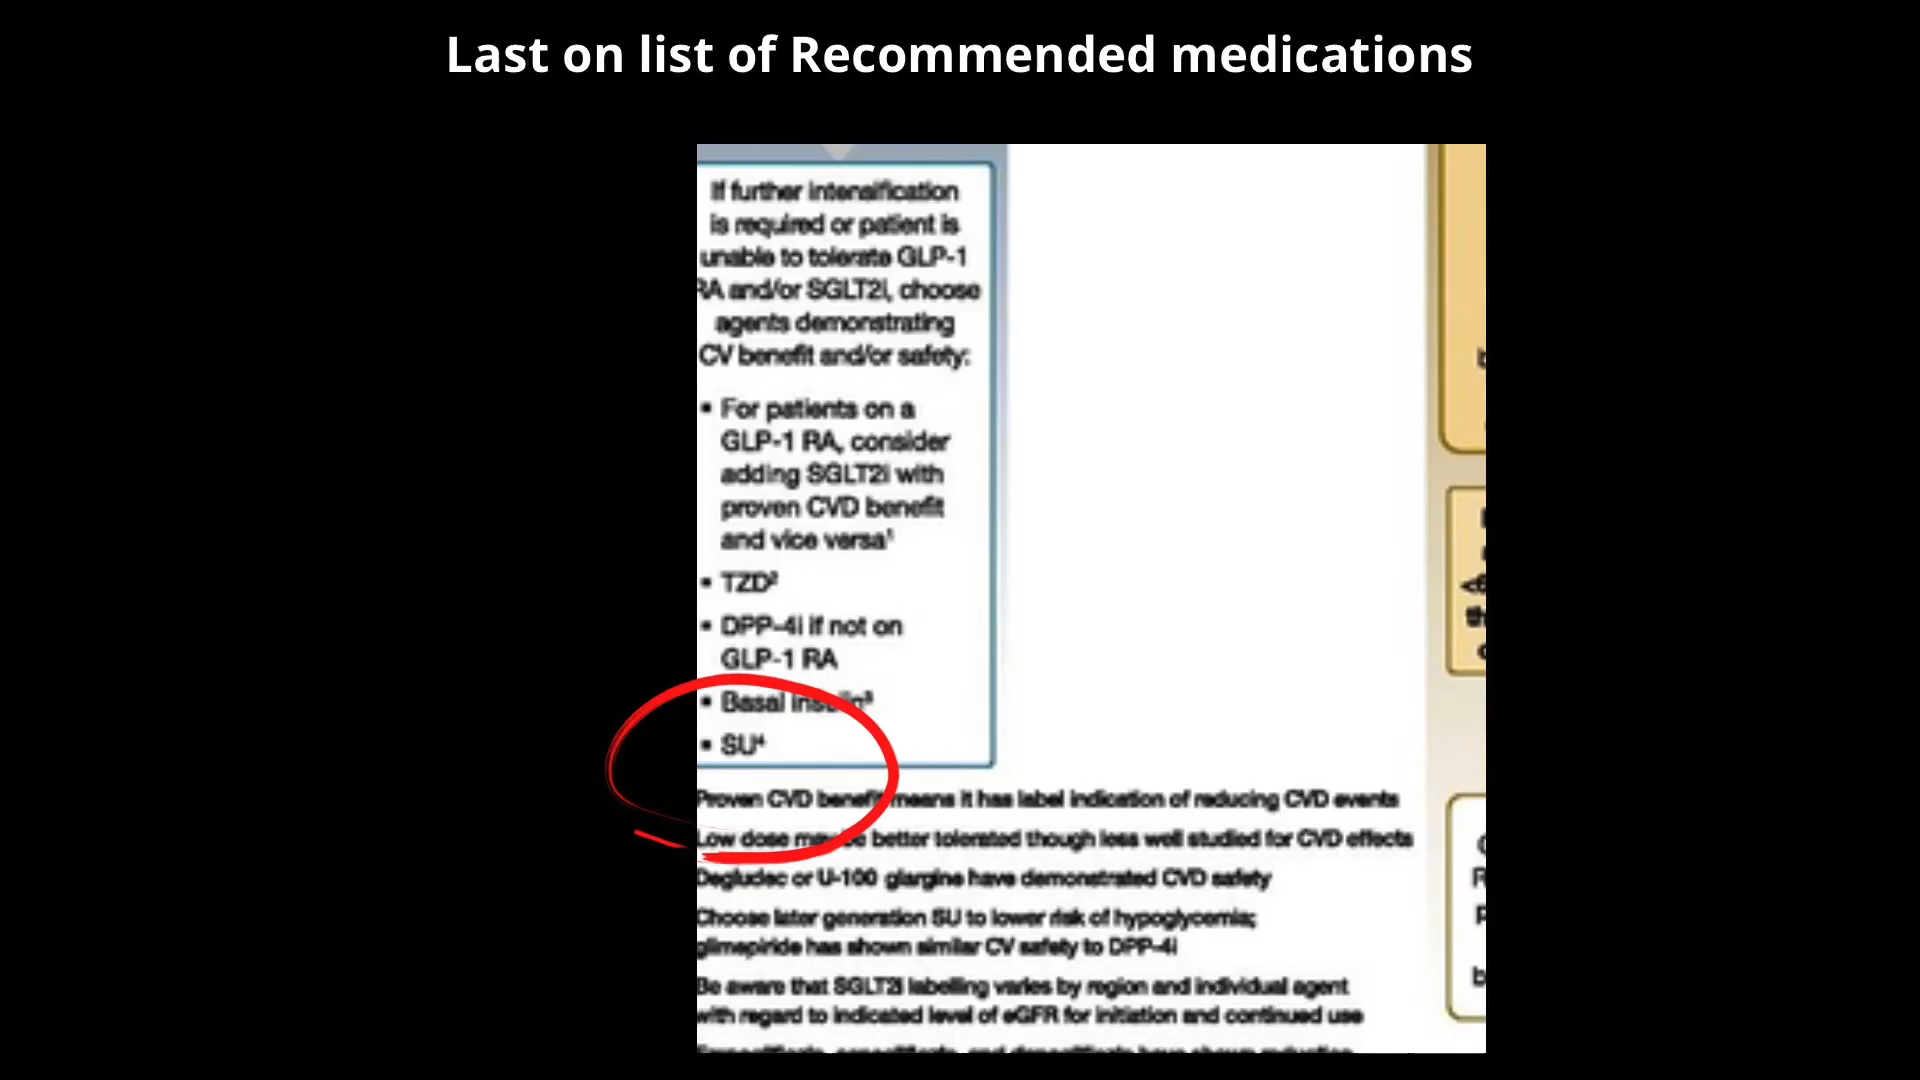 Last on list of Recommended medications
If further intensification
is required or patient is
unable to tolerate GLP-1
RA and/or SGLT2i, choose
agents demonstrating
CV benefit and/or safety:
▪ For patients on a
GLP-1 RA, consider
adding SGLT2i with
proven CVD benefit
and vice versa¹
▪ TZD²
▪ DPP-4i if not on
GLP-1 RA
▪ Basal insulin³
▪ SU⁴
Proven CVD benefit means it has label indication of reducing CVD events
Low dose may be better tolerated though less well studied for CVD effects
Degludec or U-100 glargine have demonstrated CVD safety
Choose later generation SU to lower risk of hypoglycemia;
glimepiride has shown similar CV safety to DPP-4i
Be aware that SGLT2i labelling varies by region and individual agent
with regard to indicated level of eGFR for initiation and continued use